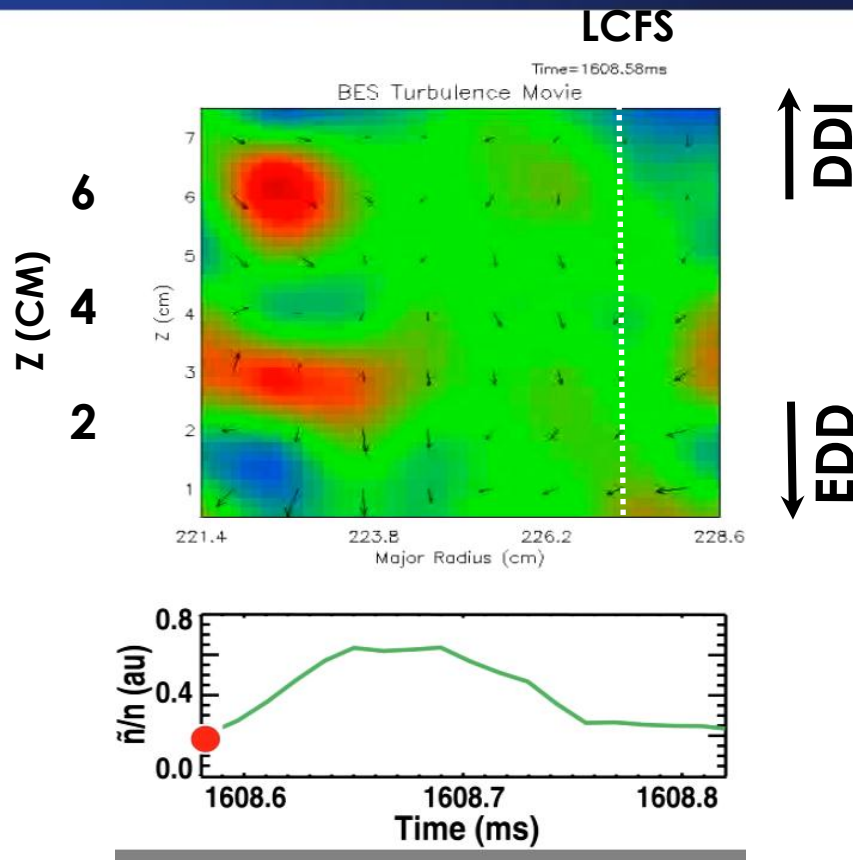 LCFS
Time=1608.58ms
BES Turbulence Movie
Z (CM)
6
4
2
Z (cm)
7
6
5
4
3
2
1
221.4 223.8 226.2 228.6
Major Radius (cm)
DDI
EDD
ñ/n (au)
0.8
0.4
0.0
1608.6 1608.7 1608.8
Time (ms)